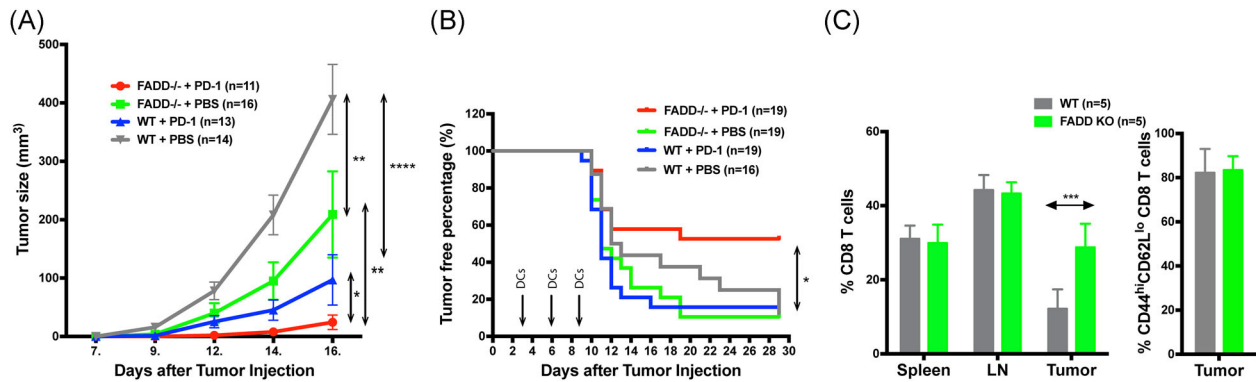 (A)
Tumor size (mm³)
500
400
300
200
100
0
FADD-/- + PD-1 (n=11)
FADD-/- + PBS (n=16)
WT + PD-1 (n=13)
WT + PBS (n=14)
**
****
**
*
7.
9.
12.
14.
16.
Days after Tumor Injection
(B)
Tumor free percentage (%)
120
100
80
60
40
20
0
FADD-/- + PD-1 (n=19)
FADD-/- + PBS (n=19)
WT + PD-1 (n=19)
WT + PBS (n=16)
DCs
DCs
DCs
*
0 2 4 6 8 10 12 14 16 18 20 22 24 26 28 30
Days after Tumor Injection
(C)
WT (n=5)
FADD KO (n=5)
% CD8 T cells
60
40
20
0
***
Spleen LN Tumor
% CD44hiCD62Llo CD8 T cells
100
80
60
40
20
0
Tumor